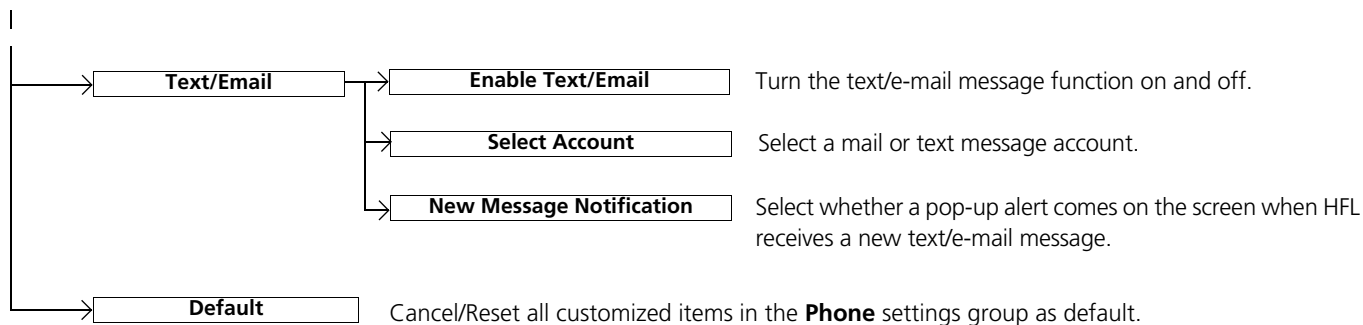 Text/Email
Enable Text/Email
Turn the text/e-mail message function on and off.
Select Account
Select a mail or text message account.
New Message Notification
Select whether a pop-up alert comes on the screen when HFL
receives a new text/e-mail message.
Default
Cancel/Reset all customized items in the Phone settings group as default.